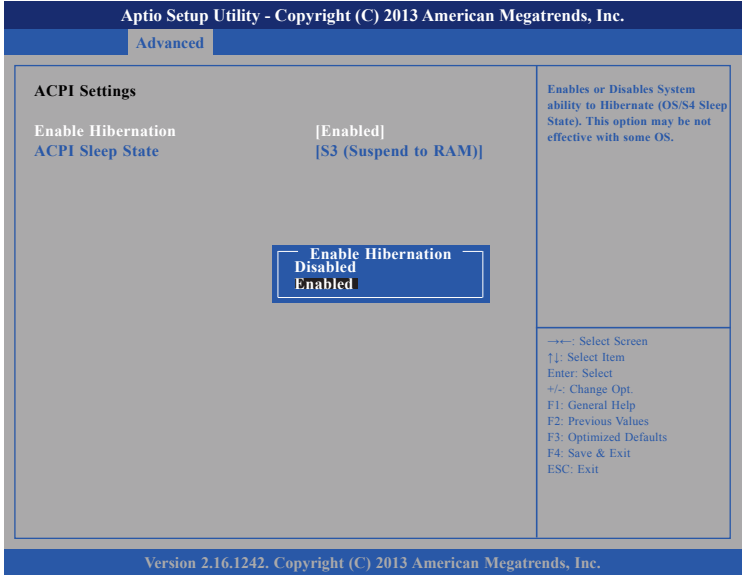 Aptio Setup Utility - Copyright (C) 2013 American Megatrends, Inc.
Advanced
ACPI Settings
Enable Hibernation [Enabled]
ACPI Sleep State [S3 (Suspend to RAM)]
Enable Hibernation
Disabled
Enabled
Enables or Disables System
ability to Hibernate (OS/S4 Sleep
State). This option may be not
effective with some OS.
→←: Select Screen
↑↓: Select Item
Enter: Select
+/-: Change Opt.
F1: General Help
F2: Previous Values
F3: Optimized Defaults
F4: Save & Exit
ESC: Exit
Version 2.16.1242. Copyright (C) 2013 American Megatrends, Inc.